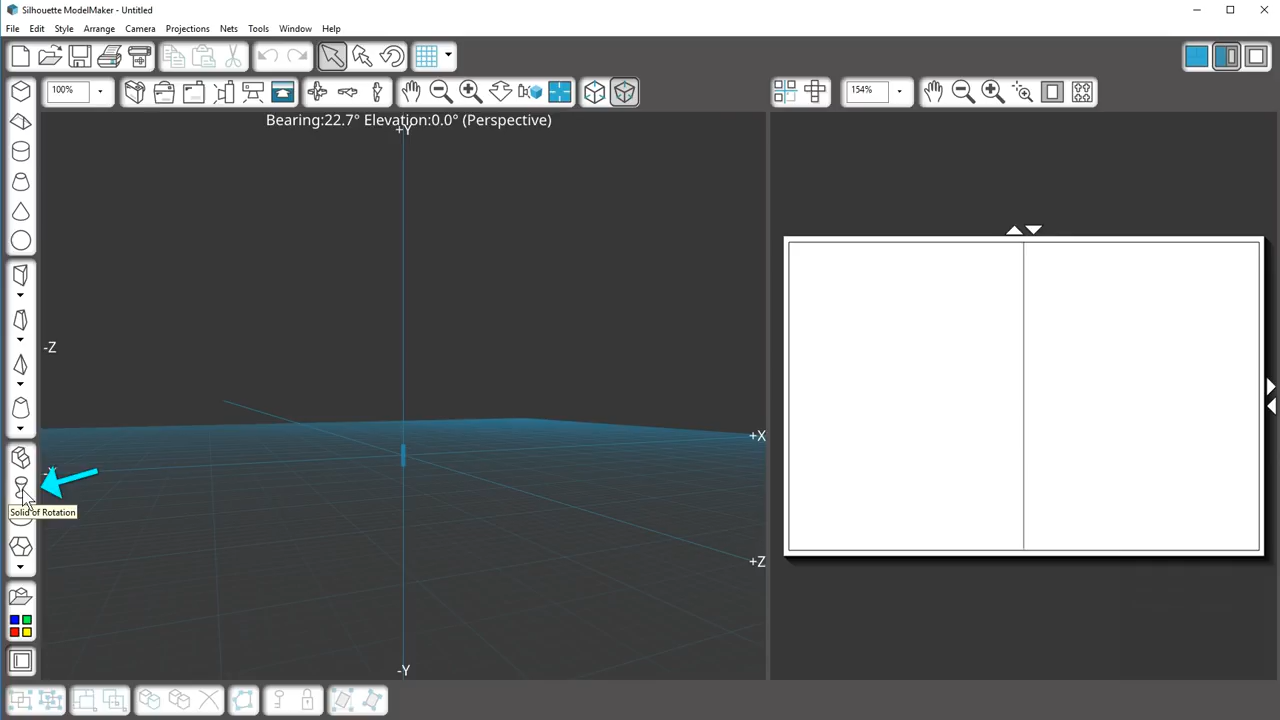 Silhouette ModelMaker - Untitled
File Edit Style Arrange Camera Projections Nets Tools Window Help
100%
154%
Bearing:22.7° Elevation:0.0° (Perspective)
+Y
-Z
+X
Solid of Rotation
+Z
-Y